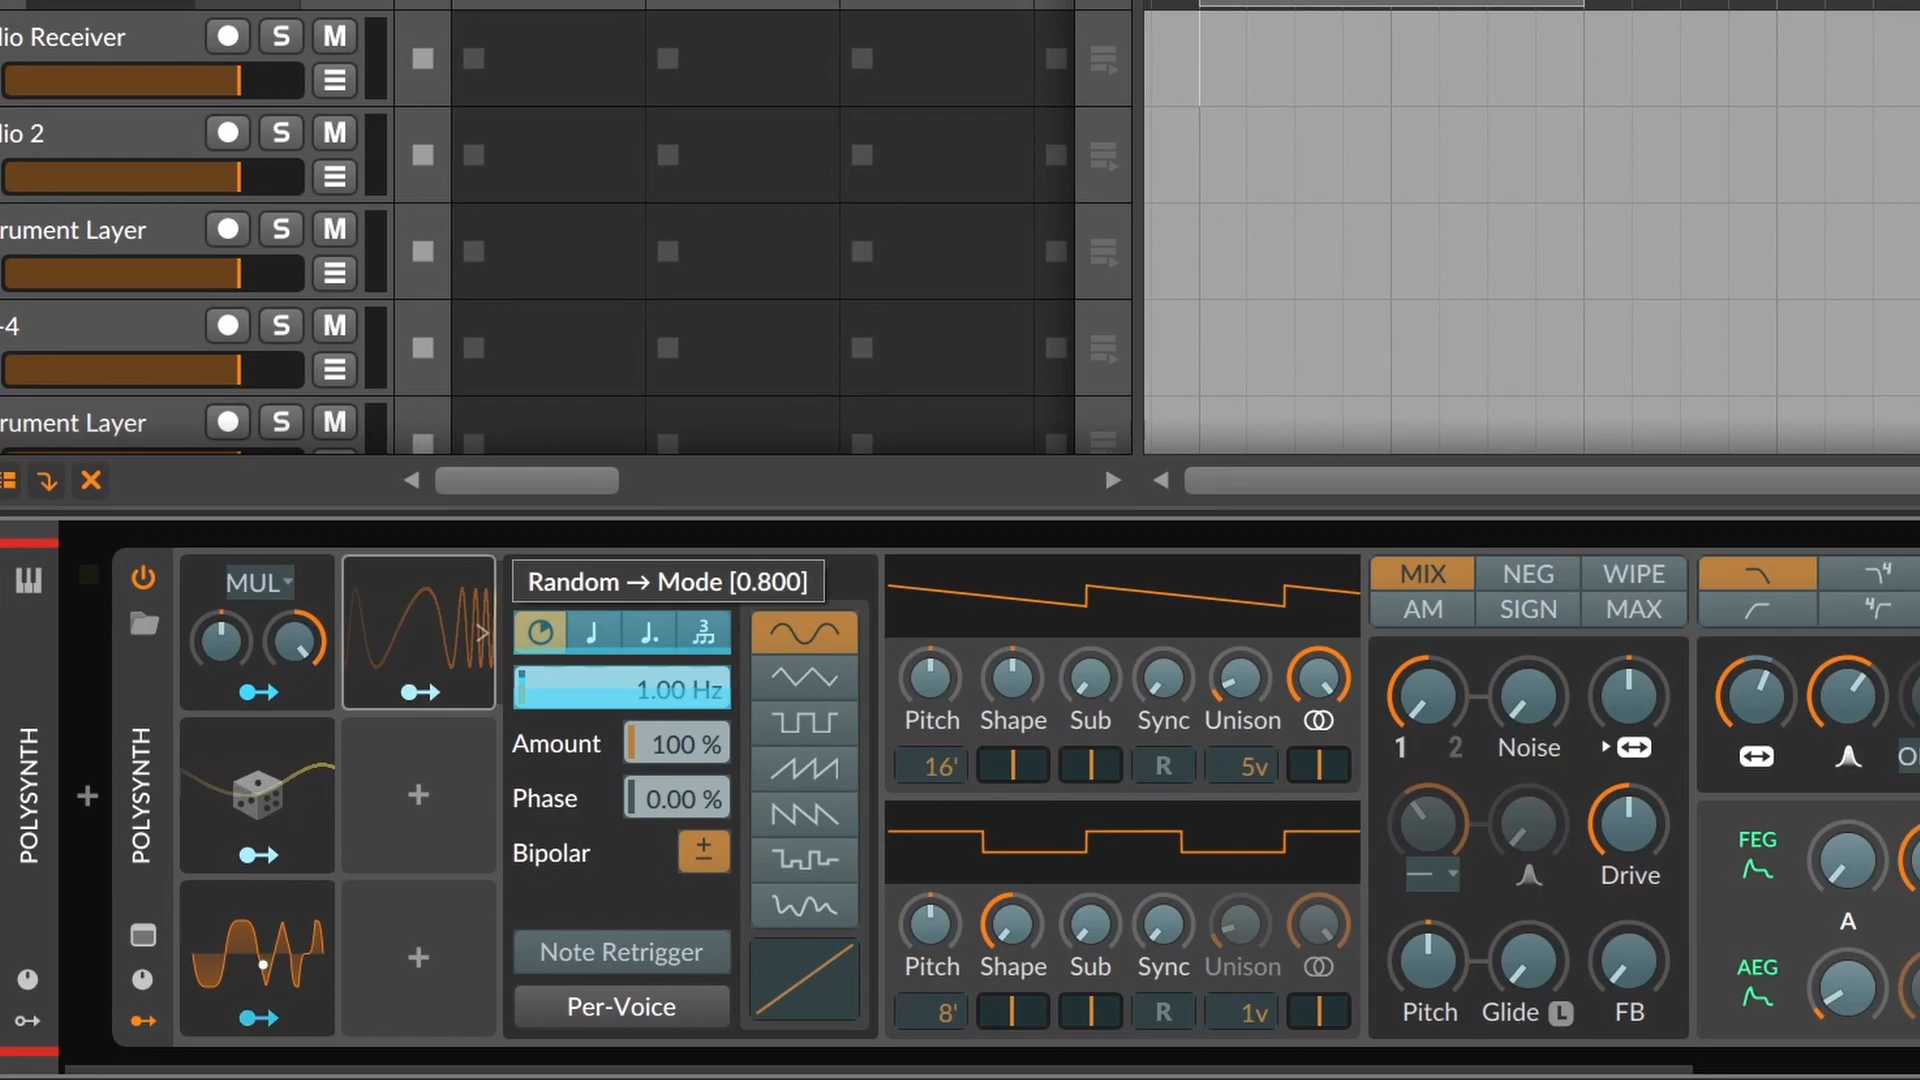 lio Receiver S M
lio 2 S M
rument Layer S M
-4 S M
rument Layer S M
POLYSYNTH
POLYSYNTH
MUL
Random → Mode [0.800]
3
1.00 Hz
Amount 100 %
Phase 0.00 %
Bipolar ±
Note Retrigger
Per-Voice
Pitch Shape Sub Sync Unison
16' R 5v
Pitch Shape Sub Sync Unison
8' R 1v
MIX NEG WIPE
AM SIGN MAX
1 2 Noise
Drive
Pitch Glide L FB
4
4
FEG
A
AEG